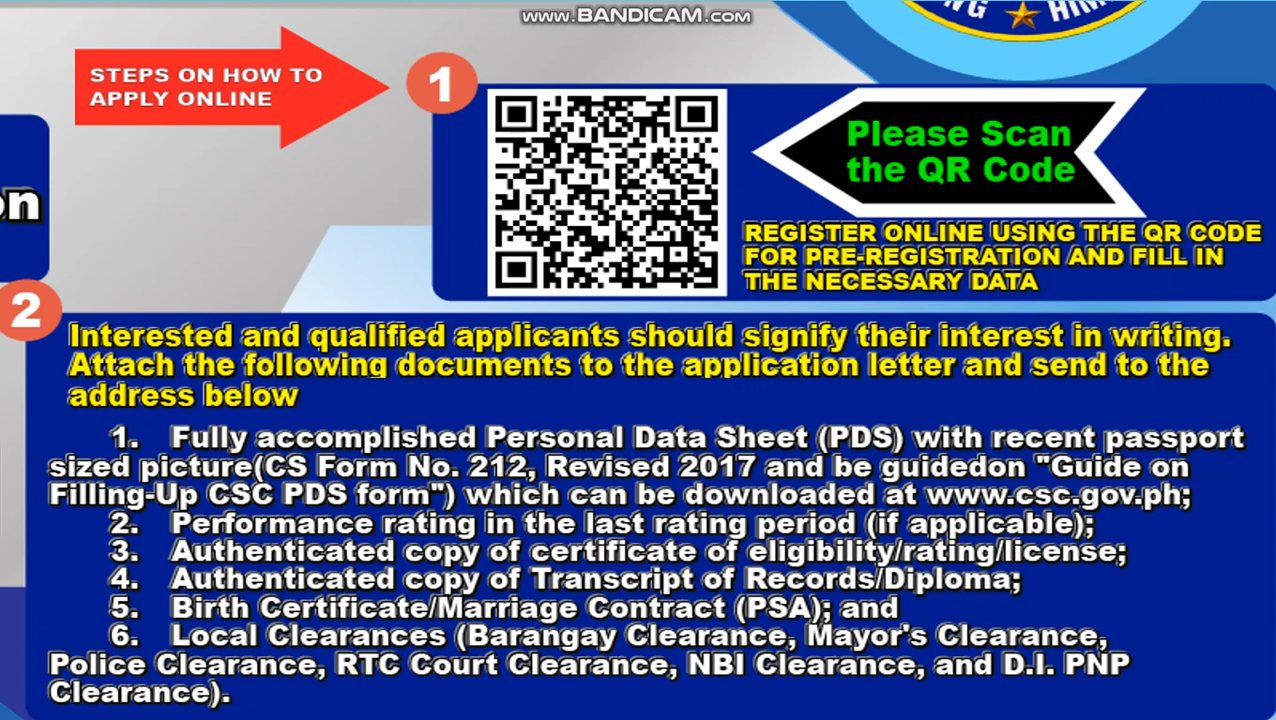 www.BANDICAM.com
STEPS ON HOW TO
APPLY ONLINE
1
Please Scan
the QR Code
REGISTER ONLINE USING THE QR CODE
FOR PRE-REGISTRATION AND FILL IN
THE NECESSARY DATA
2
Interested and qualified applicants should signify their interest in writing.
Attach the following documents to the application letter and send to the
address below
1. Fully accomplished Personal Data Sheet (PDS) with recent passport
sized picture(CS Form No. 212, Revised 2017 and be guidedon "Guide on
Filling-Up CSC PDS form") which can be downloaded at www.csc.gov.ph;
2. Performance rating in the last rating period (if applicable);
3. Authenticated copy of certificate of eligibility/rating/license;
4. Authenticated copy of Transcript of Records/Diploma;
5. Birth Certificate/Marriage Contract (PSA); and
6. Local Clearances (Barangay Clearance, Mayor's Clearance,
Police Clearance, RTC Court Clearance, NBI Clearance, and D.I. PNP
Clearance).